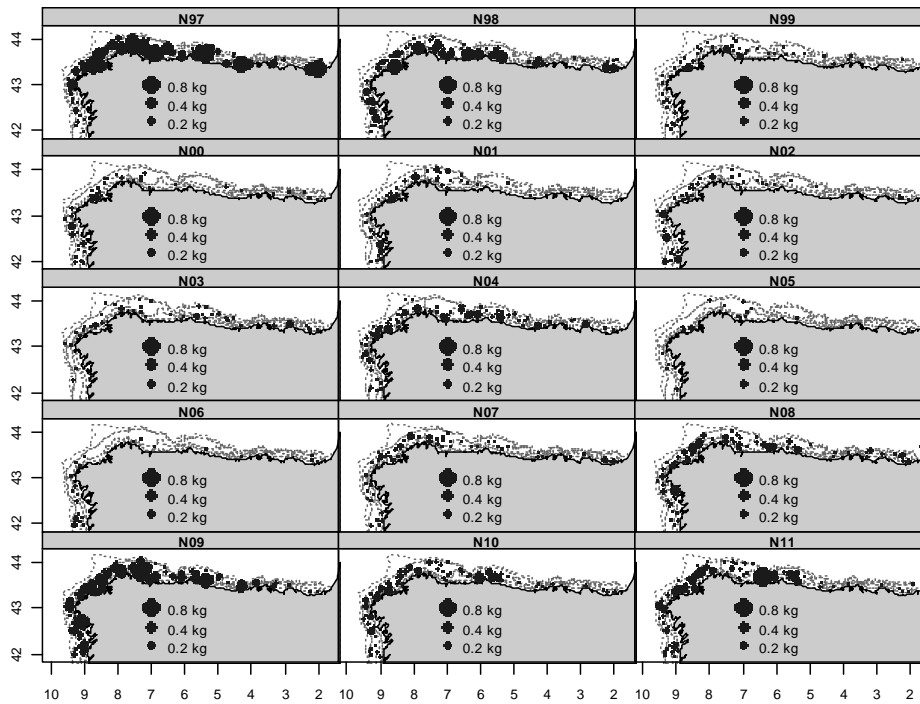 N97 N98 N99
44 0.8 kg 0.8 kg 0.8 kg
43 0.4 kg 0.4 kg 0.4 kg
42 0.2 kg 0.2 kg 0.2 kg
N00 N01 N02
44 0.8 kg 0.8 kg 0.8 kg
43 0.4 kg 0.4 kg 0.4 kg
42 0.2 kg 0.2 kg 0.2 kg
N03 N04 N05
44 0.8 kg 0.8 kg 0.8 kg
43 0.4 kg 0.4 kg 0.4 kg
42 0.2 kg 0.2 kg 0.2 kg
N06 N07 N08
44 0.8 kg 0.8 kg 0.8 kg
43 0.4 kg 0.4 kg 0.4 kg
42 0.2 kg 0.2 kg 0.2 kg
N09 N10 N11
44 0.8 kg 0.8 kg 0.8 kg
43 0.4 kg 0.4 kg 0.4 kg
42 0.2 kg 0.2 kg 0.2 kg
10 9 8 7 6 5 4 3 2 10 9 8 7 6 5 4 3 2 10 9 8 7 6 5 4 3 2